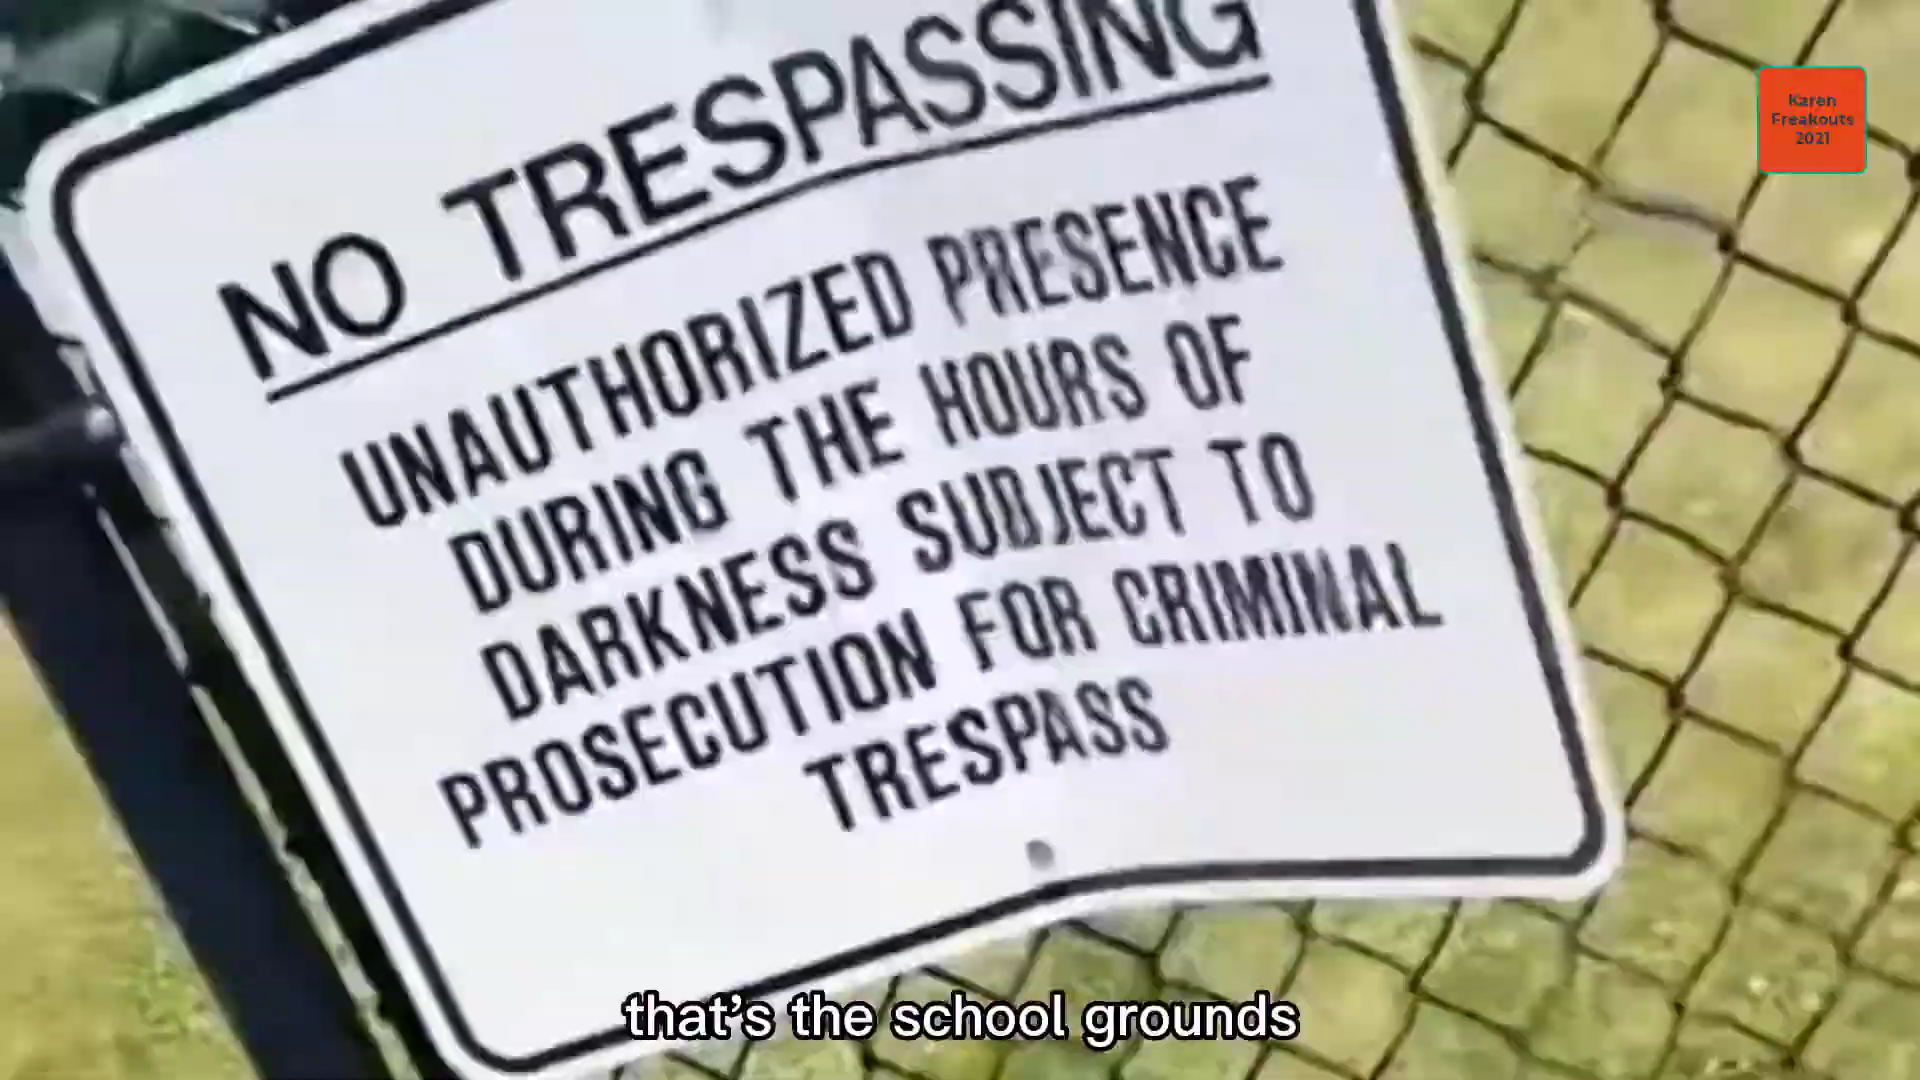 NO TRESPASSING
UNAUTHORIZED PRESENCE
DURING THE HOURS OF
DARKNESS SUBJECT TO
PROSECUTION FOR CRIMINAL
TRESPASS
Karen
Freakouts
2021
that's the school grounds